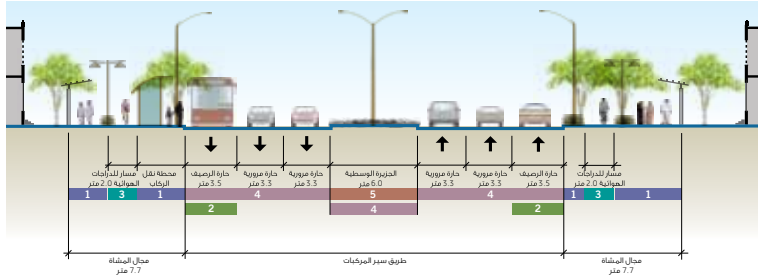 مسار للدراجات
الهوائية 2.0 متر
محطة نقل
الركاب
حارة الرصيف
3.5 متر
حارة مرورية
3.3 متر
حارة مرورية
3.3 متر
الجزيرة الوسطية
6.0 متر
حارة مرورية
3.3 متر
حارة مرورية
3.3 متر
حارة الرصيف
3.5 متر
مسار للدراجات
الهوائية 2.0 متر
1 3 1 4 5 4 1 3 1
2 4 2
مجال المشاة
7.7 متر
طريق سير المركبات
مجال المشاة
7.7 متر